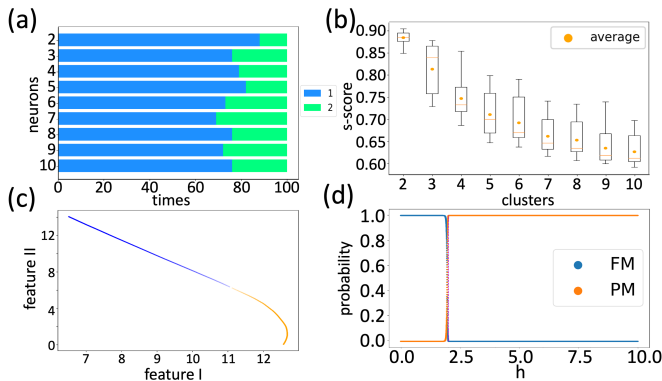 (a)
neurons
2
3
4
5
6
7
8
9
10
0 20 40 60 80 100
times
1
2
(b)
s-score
0.90
0.85
0.80
0.75
0.70
0.65
0.60
average
2 3 4 5 6 7 8 9 10
clusters
(c)
feature II
12
8
4
0
7 8 9 10 11 12
feature I
(d)
probability
1.0
0.8
0.6
0.4
0.2
0.0
FM
PM
0.0 2.5 5.0 7.5 10.0
h